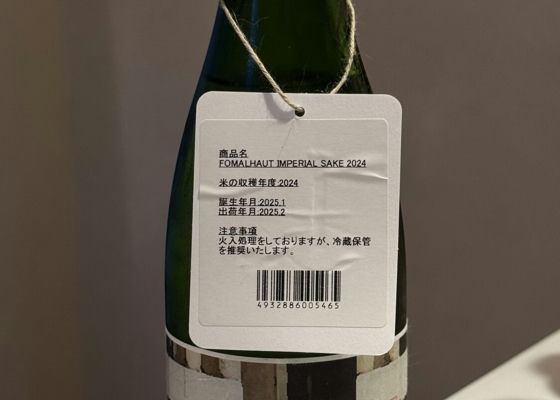 商品名
FOMALHAUT IMPERIAL SAKE 2024
米の収穫年度:2024
誕生年月:2025.1
出荷年月:2025.2
注意事項
火入処理をしておりますが、冷蔵保管
を推奨いたします。
4932886005465